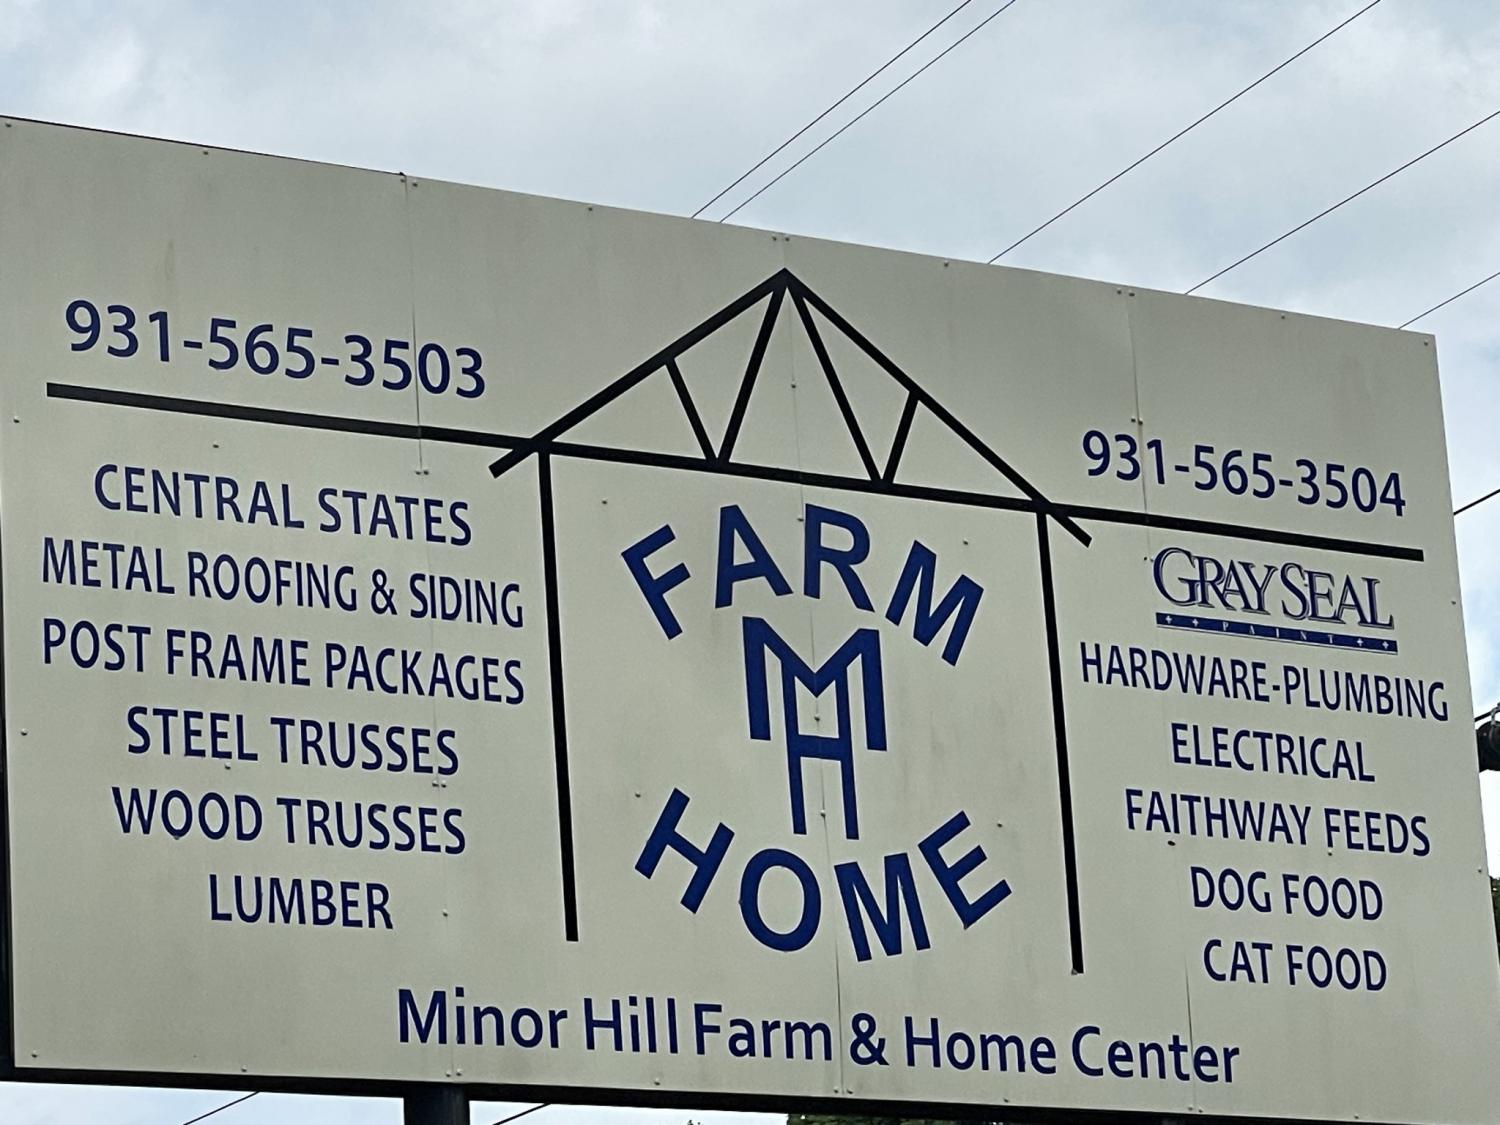 931-565-3503
CENTRAL STATES
METAL ROOFING & SIDING
POST FRAME PACKAGES
STEEL TRUSSES
WOOD TRUSSES
LUMBER
FARM
MH
HOME
931-565-3504
GRAY SEAL
PAINT
HARDWARE-PLUMBING
ELECTRICAL
FAITHWAY FEEDS
DOG FOOD
CAT FOOD
Minor Hill Farm & Home Center